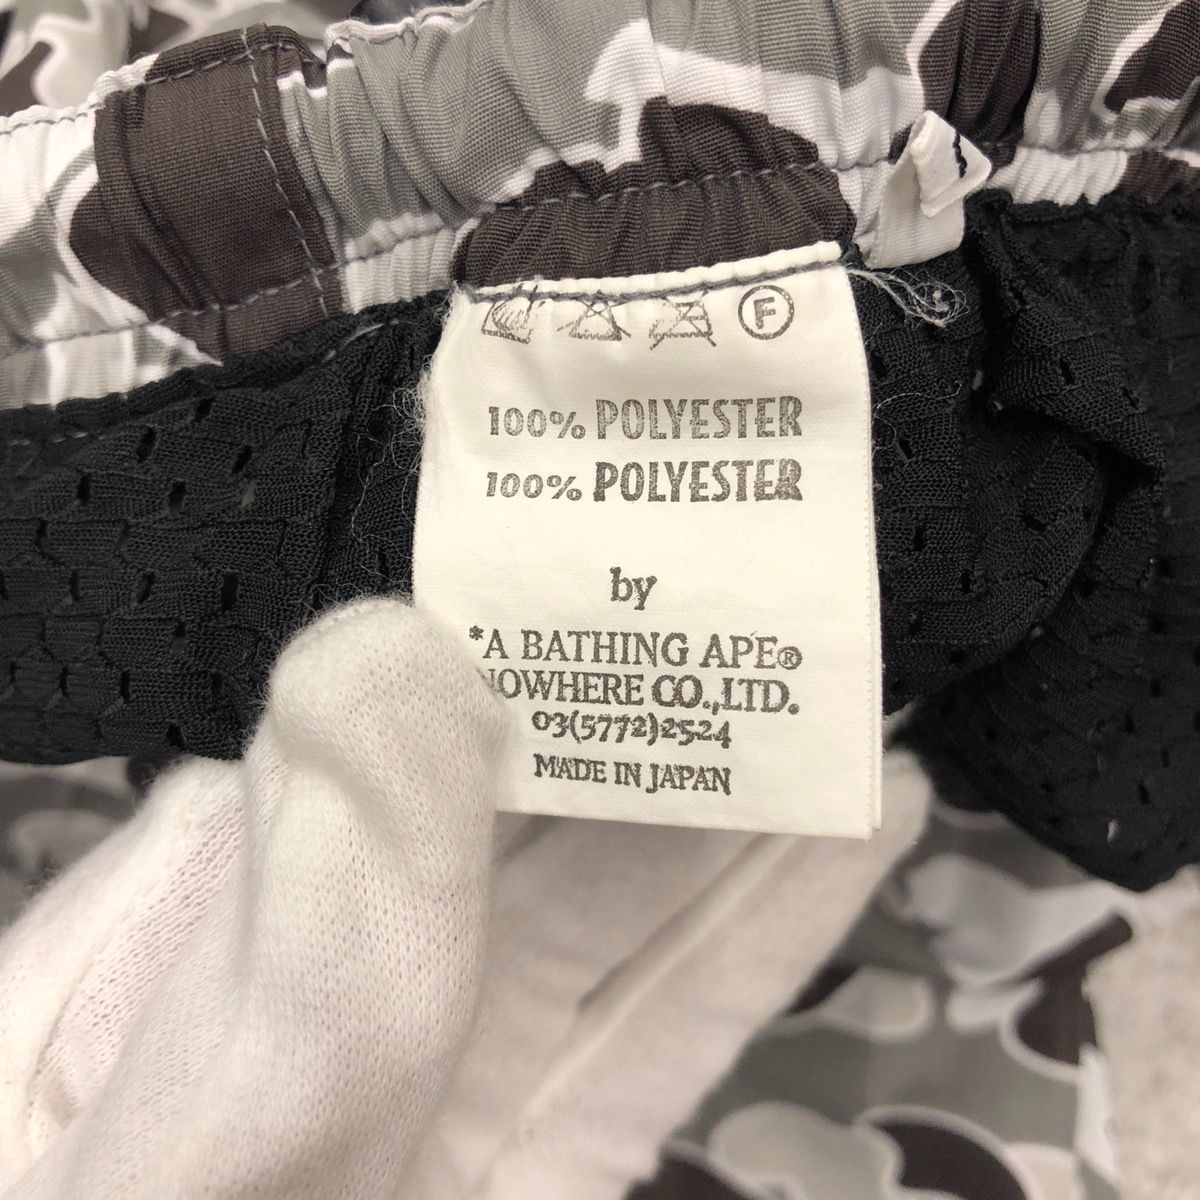 F
100% POLYESTER
100% POLYESTER
by
*A BATHING APE®
NOWHERE CO.,LTD.
03(5772)2524
MADE IN JAPAN